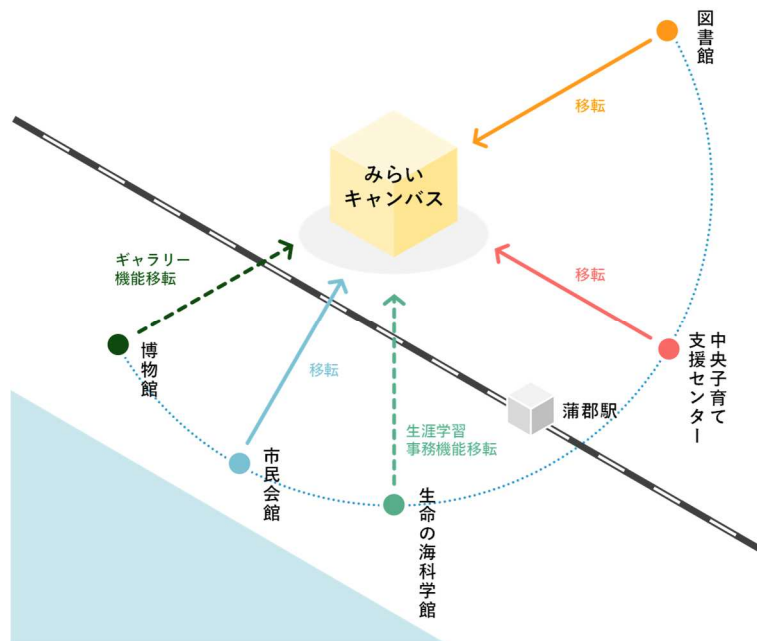 図書館
移転
みらい
キャンバス
ギャラリー
機能移転
移転
博物館
移転
中央子育て
支援センター
蒲郡駅
生涯学習
事務機能移転
市民会館
生命の海科学館